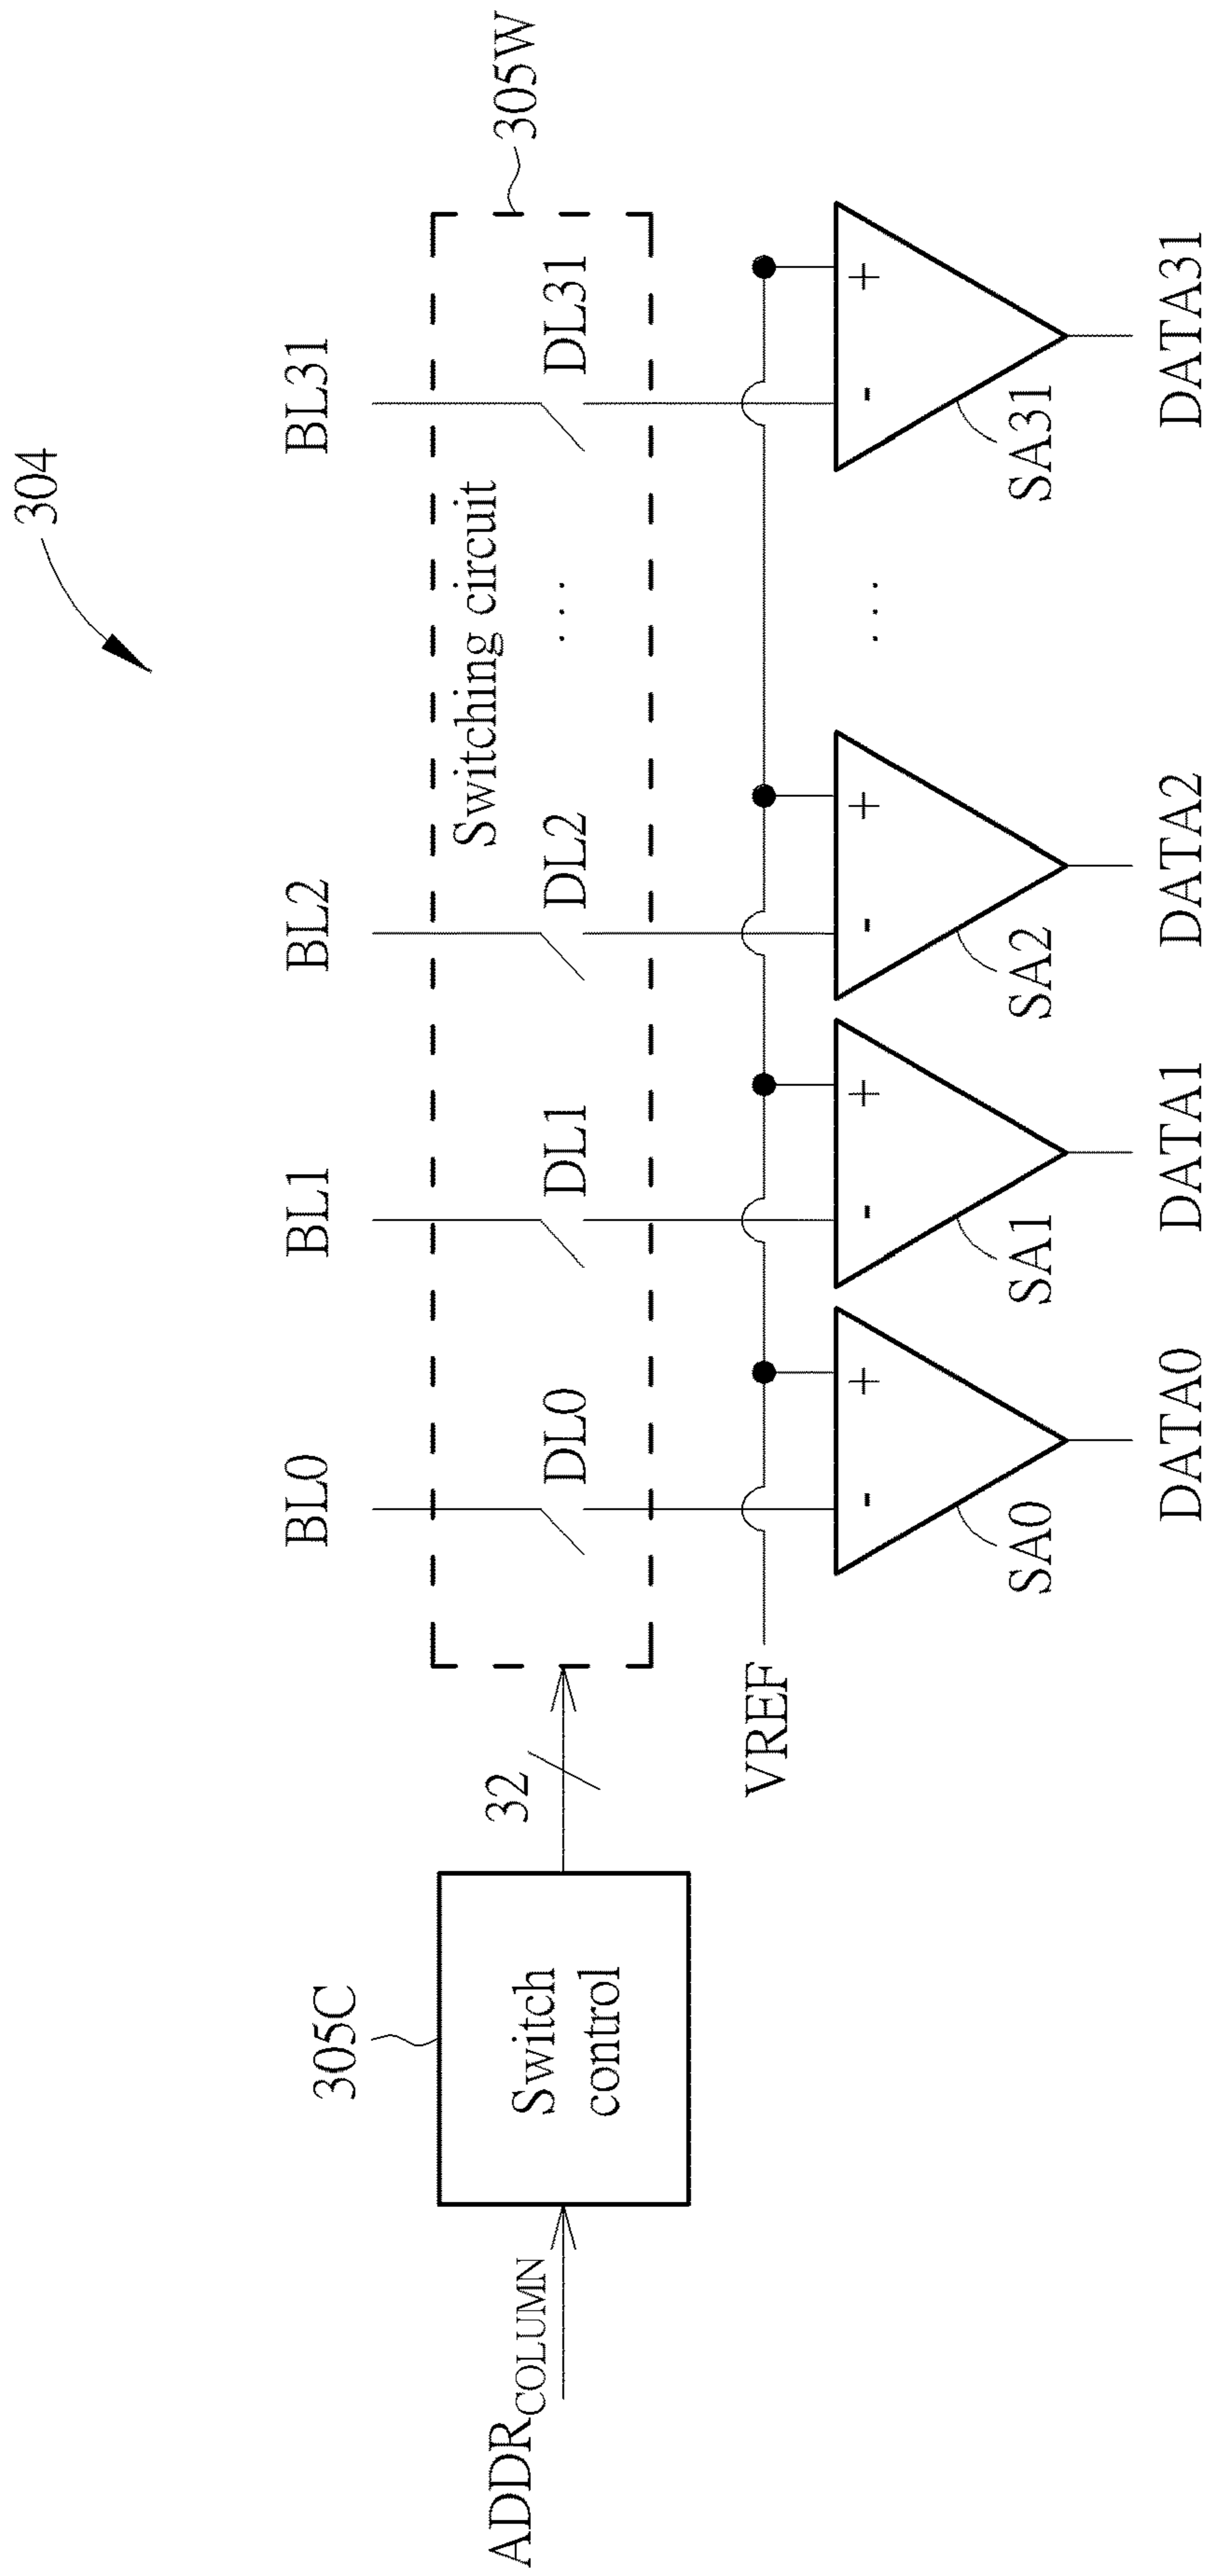 304
BL0
BL1
BL2
BL31
305W
Switching circuit
DL0
DL1
DL2
...
DL31
305C
Switch
control
32
ADDRCOLUMN
VREF
-
+
-
+
-
+
...
-
+
SA0
SA1
SA2
SA31
DATA0
DATA1
DATA2
DATA31